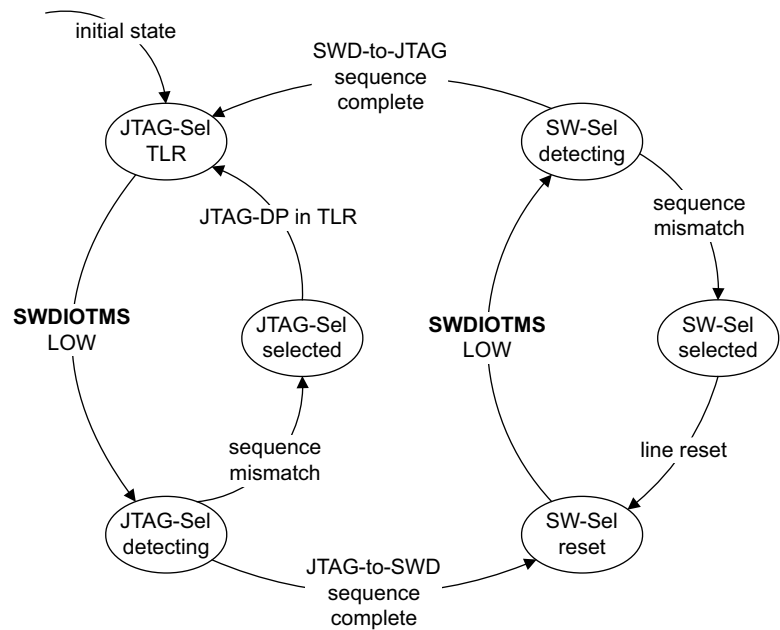 initial state
SWD-to-JTAG
sequence
complete
JTAG-Sel
TLR
SW-Sel
detecting
JTAG-DP in TLR
sequence
mismatch
SWDIOTMS
LOW
JTAG-Sel
selected
SWDIOTMS
LOW
SW-Sel
selected
sequence
mismatch
line reset
JTAG-Sel
detecting
SW-Sel
reset
JTAG-to-SWD
sequence
complete